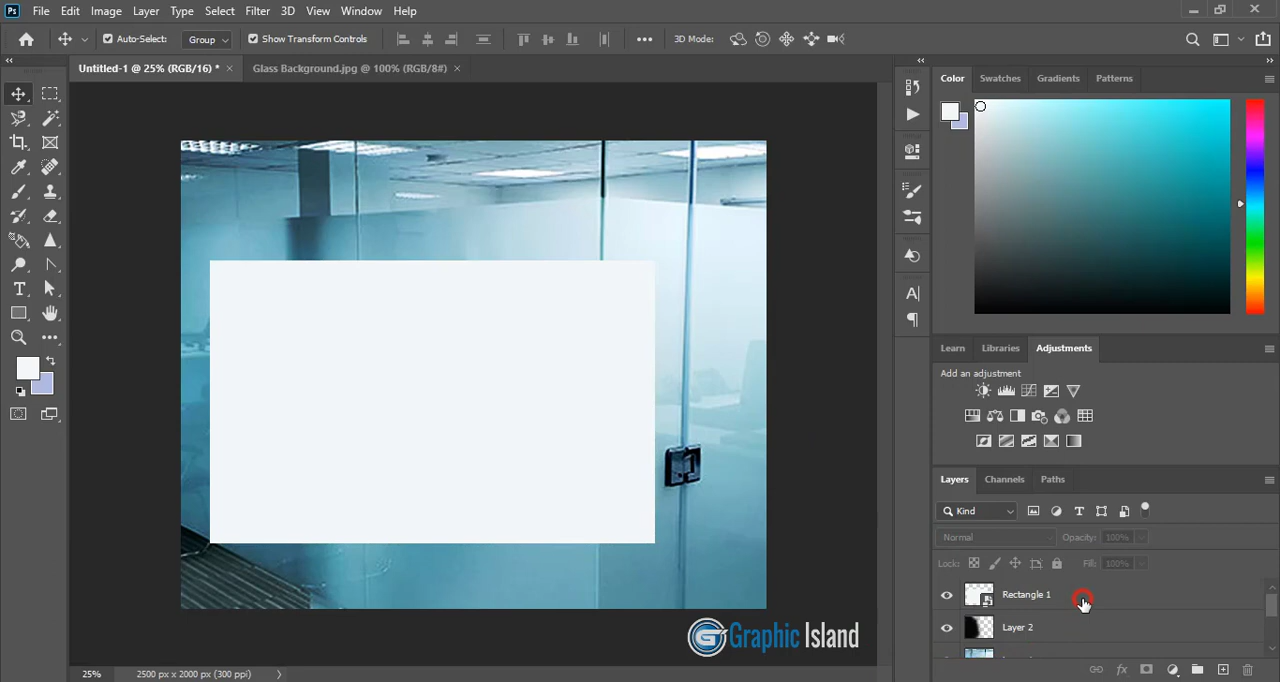 Ps File Edit Image Layer Type Select Filter 3D View Window Help
Auto-Select: Group Show Transform Controls 3D Mode:
Untitled-1 @ 25% (RGB/16) * × Glass Background.jpg @ 100% (RGB/8#) ×
Color Swatches Gradients Patterns
Learn Libraries Adjustments
Add an adjustment
Layers Channels Paths
Kind
Normal Opacity: 100%
Lock: Fill: 100%
Rectangle 1
Layer 2
Graphic Island
25% 2500 px x 2000 px (300 ppi)